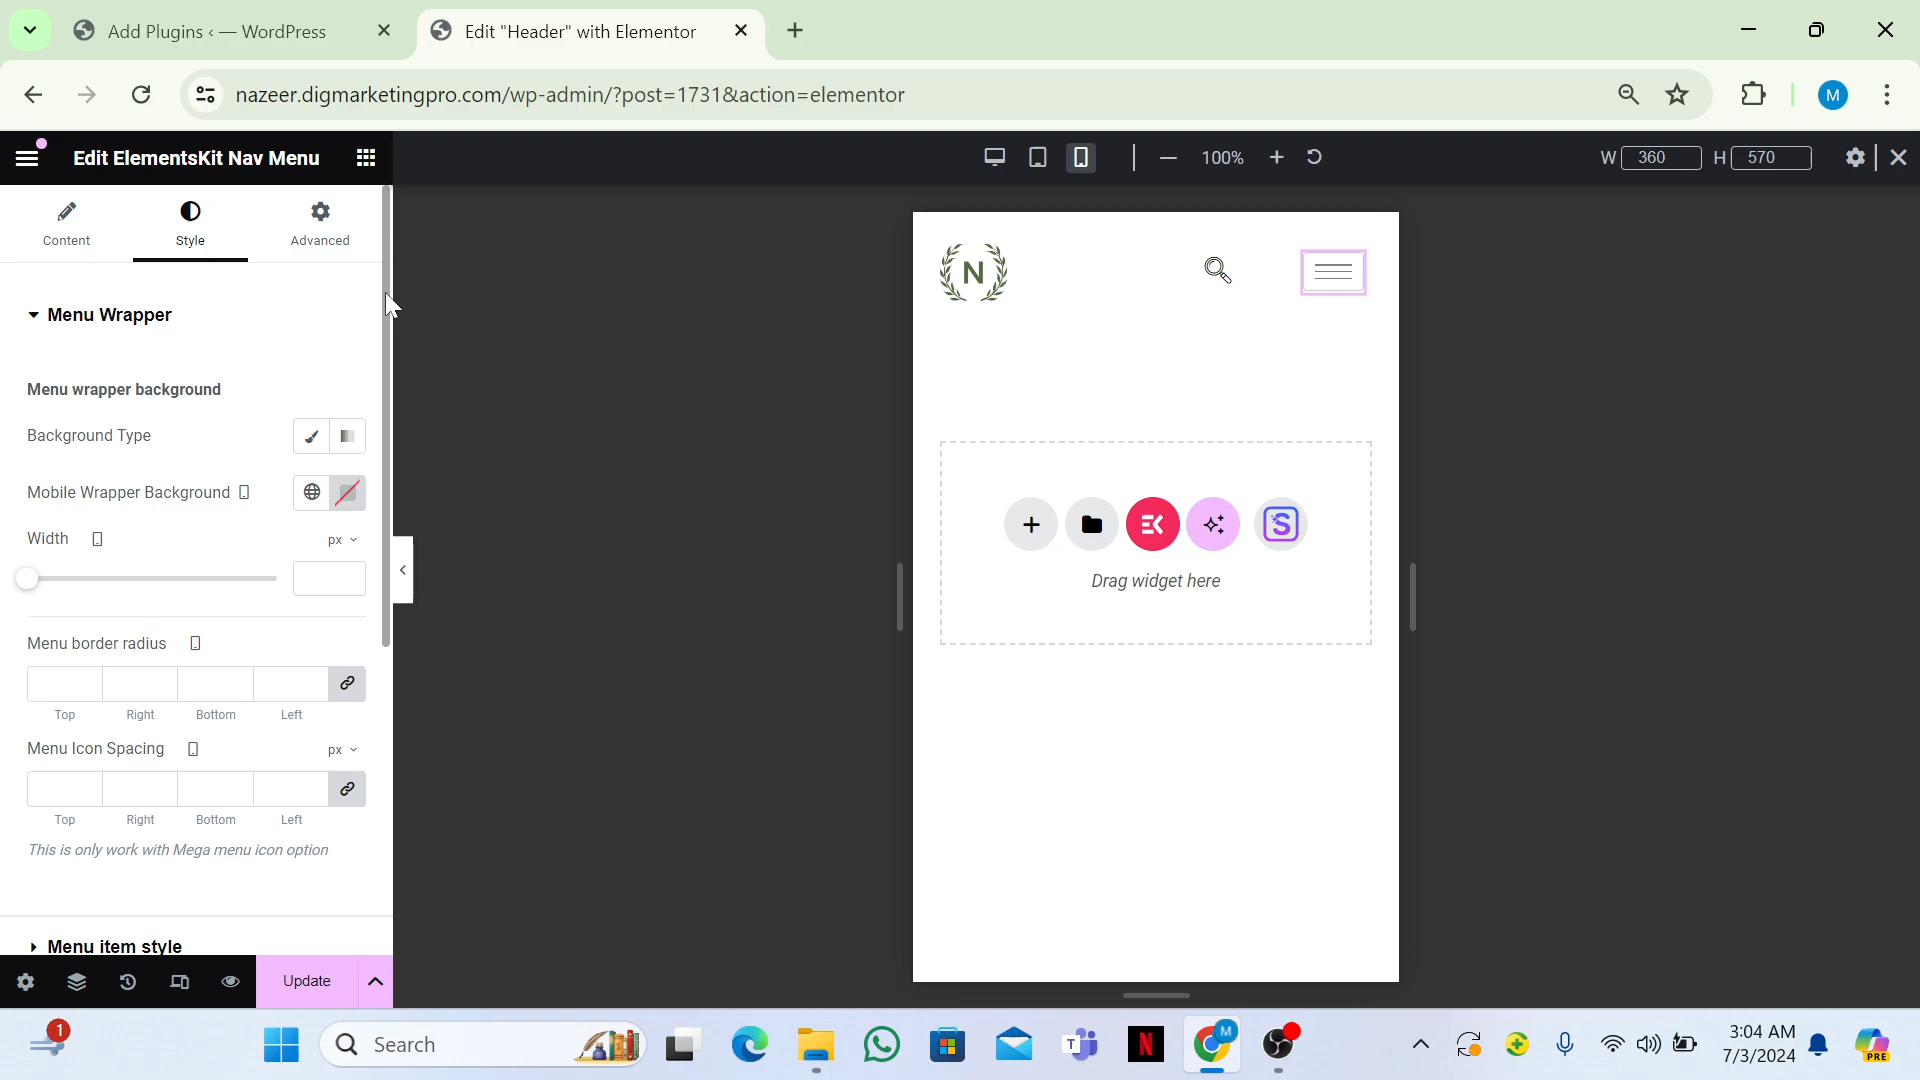 Add Plugins ‹ — WordPress
Edit "Header" with Elementor
nazeer.digmarketingpro.com/wp-admin/?post=1731&action=elementor
M
Edit ElementsKit Nav Menu
100%
W 360 H 570
Content
Style
Advanced
Menu Wrapper
Menu wrapper background
Background Type
Mobile Wrapper Background
Width
px
Menu border radius
Top Right Bottom Left
Menu Icon Spacing
px
Top Right Bottom Left
This is only work with Mega menu icon option
Menu item style
Update
N
Drag widget here
1
Search
3:04 AM
7/3/2024
PRE